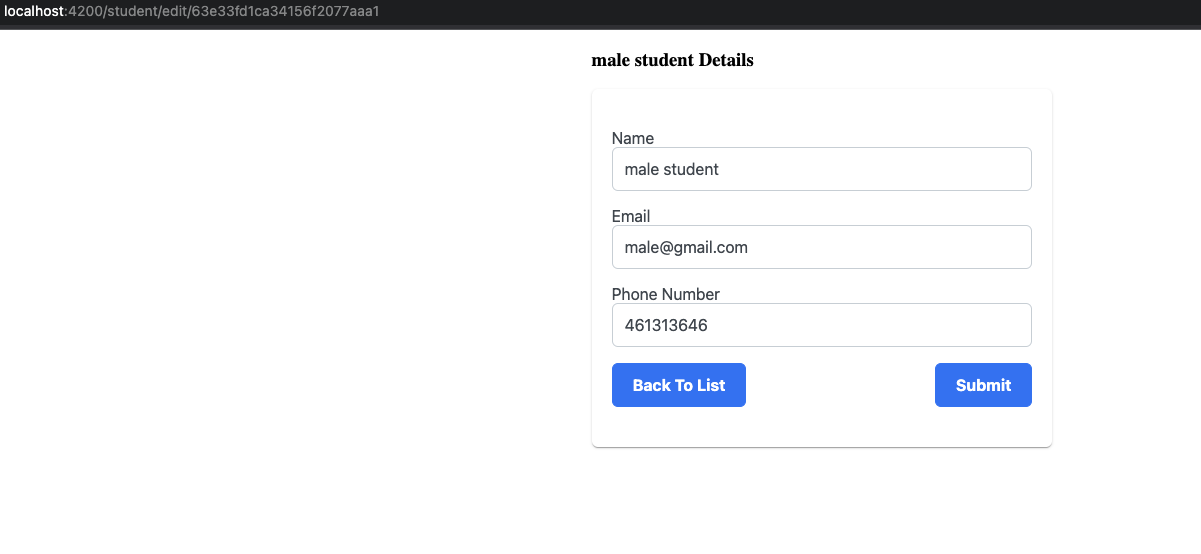 localhost:4200/student/edit/63e33fd1ca34156f2077aaa1
male student Details
Name
male student
Email
male@gmail.com
Phone Number
461313646
Back To List Submit